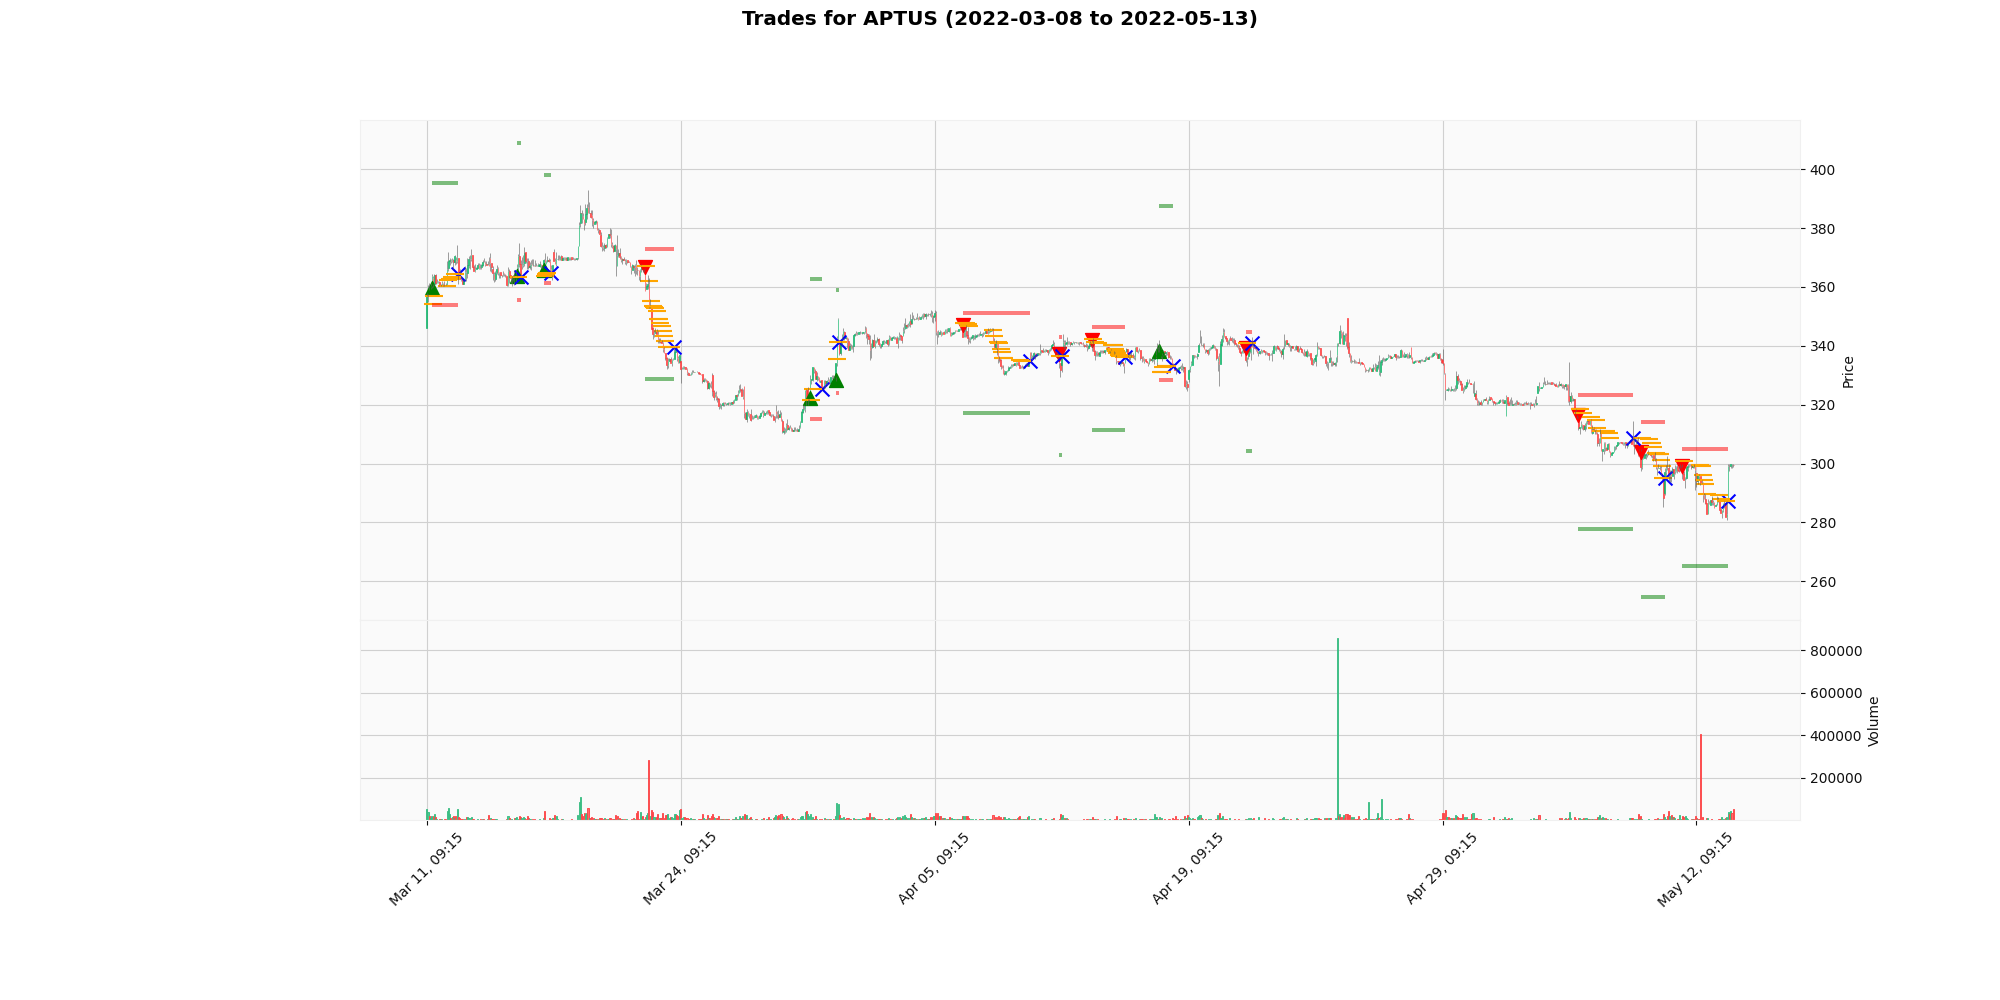 Trades for APTUS (2022-03-08 to 2022-05-13)
400
380
360
340
320
300
280
260
Price
800000
600000
400000
200000
Volume
Mar 11, 09:15
Mar 24, 09:15
Apr 05, 09:15
Apr 19, 09:15
Apr 29, 09:15
May 12, 09:15